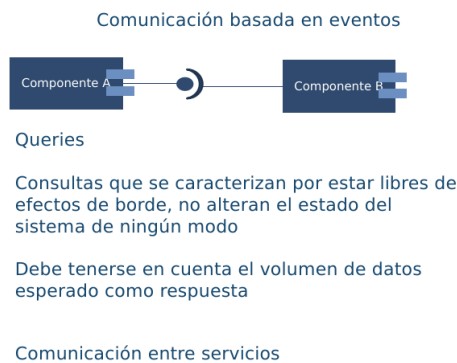 Comunicación basada en eventos
Componente A
Componente B
Queries
Consultas que se caracterizan por estar libres de
efectos de borde, no alteran el estado del
sistema de ningún modo
Debe tenerse en cuenta el volumen de datos
esperado como respuesta
Comunicación entre servicios